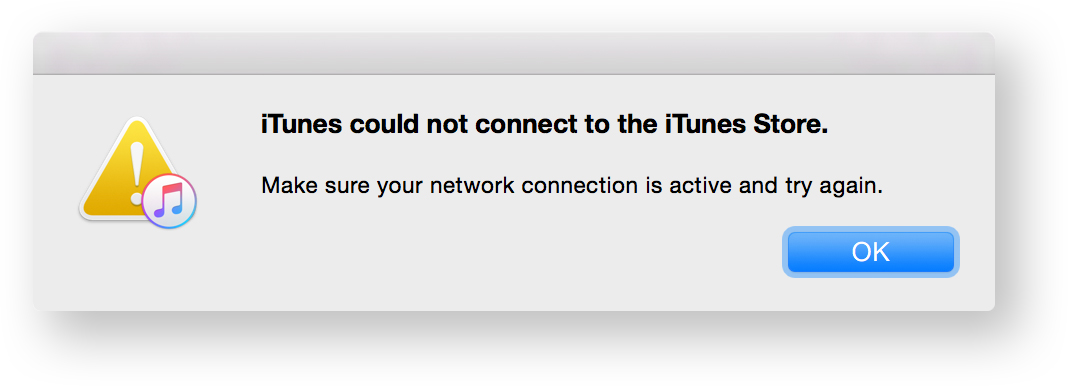 iTunes could not connect to the iTunes Store.
Make sure your network connection is active and try again.
OK